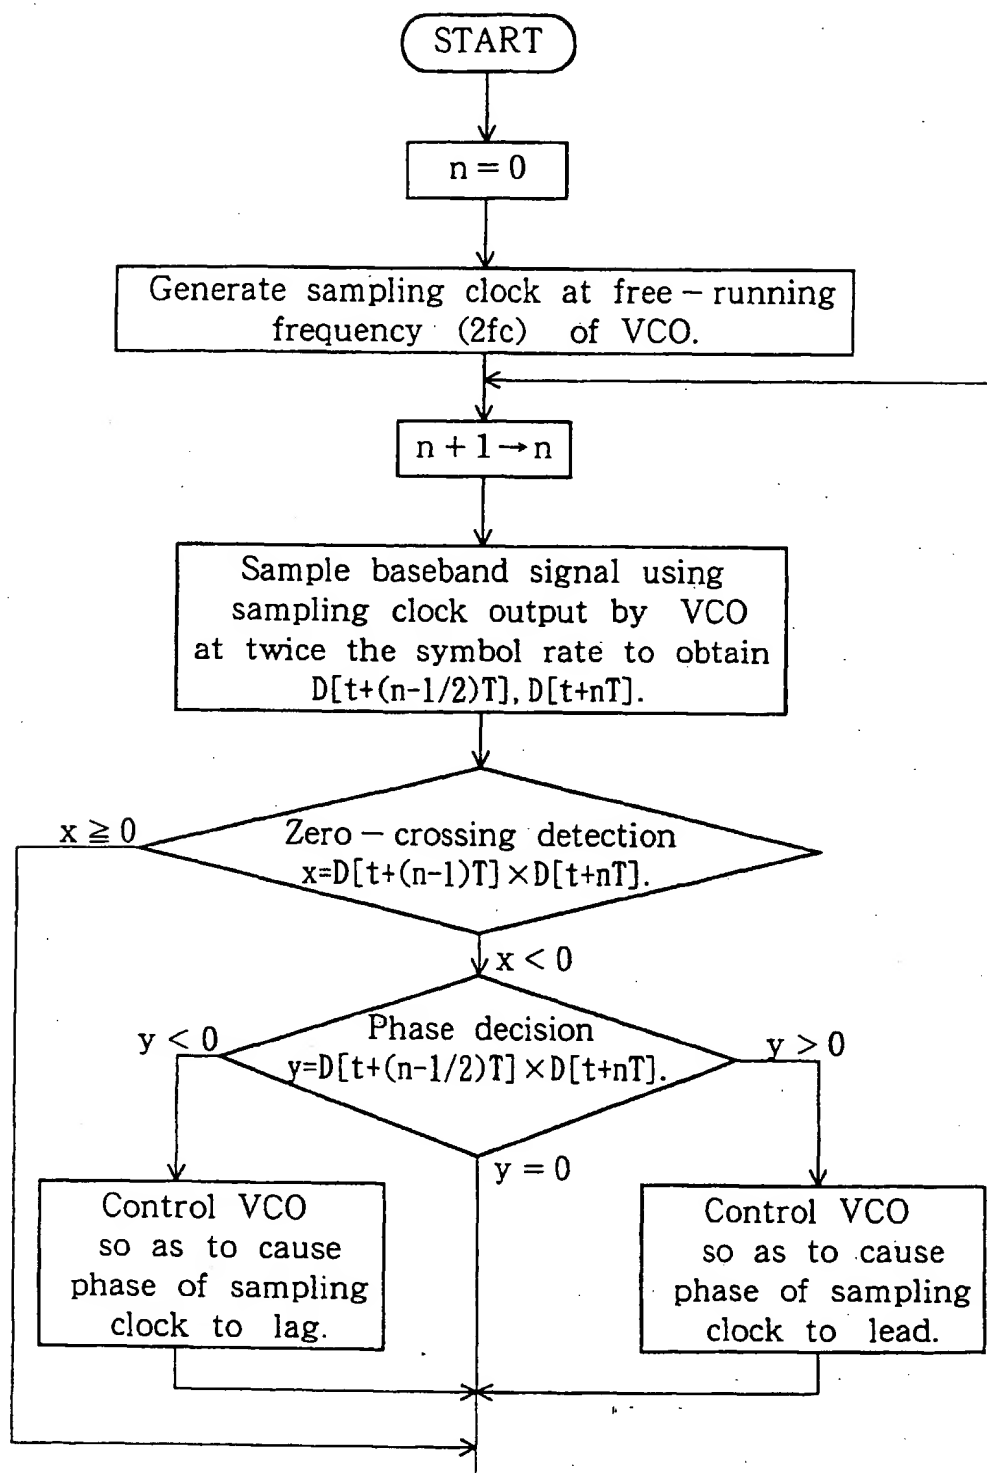 START
n = 0
Generate sampling clock at free – running
frequency (2fc) of VCO.
n + 1 → n
Sample baseband signal using
sampling clock output by VCO
at twice the symbol rate to obtain
D[t+(n-1/2)T], D[t+nT].
x ≧ 0
Zero – crossing detection
x=D[t+(n-1)T] × D[t+nT].
x < 0
y < 0
Phase decision
y=D[t+(n-1/2)T] × D[t+nT].
y > 0
y = 0
Control VCO
so as to cause
phase of sampling
clock to lag.
Control VCO
so as to cause
phase of sampling
clock to lead.